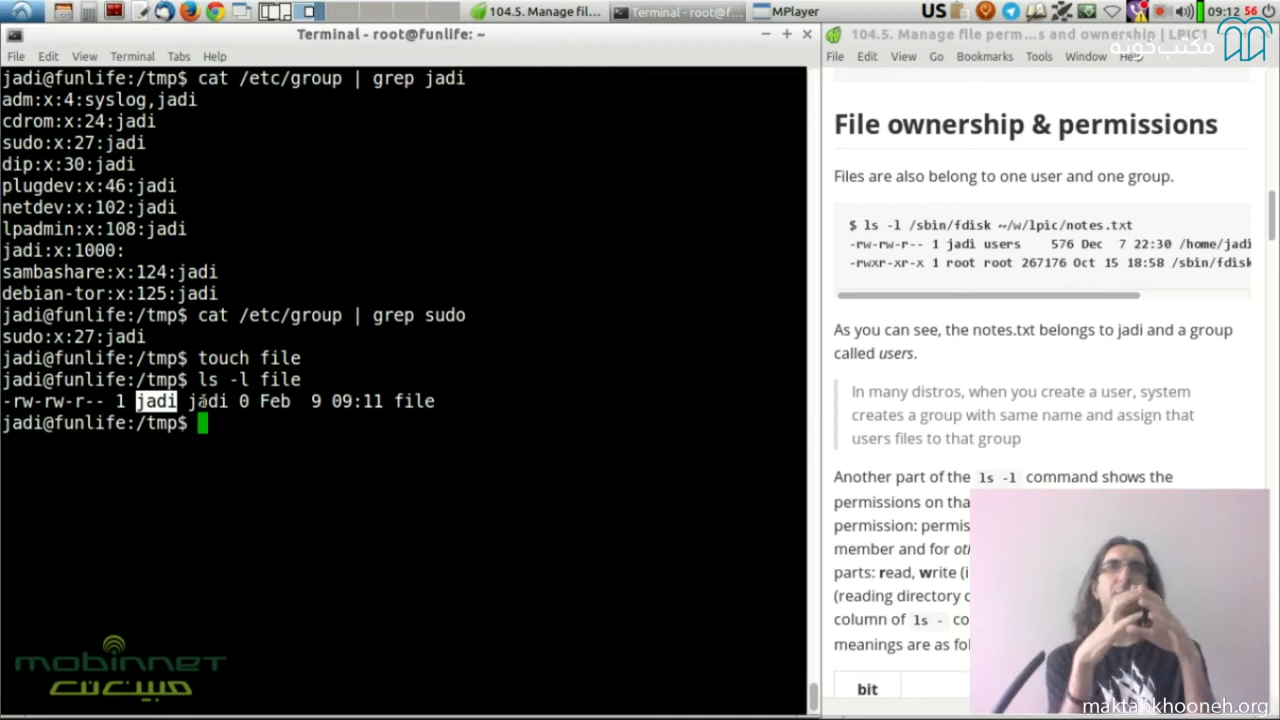 104.5. Manage fil...
Terminal - root@f...
MPlayer
US
09:12 56
Terminal - root@funlife: ~
File Edit View Terminal Tabs Help
jadi@funlife:/tmp$ cat /etc/group | grep jadi
adm:x:4:syslog,jadi
cdrom:x:24:jadi
sudo:x:27:jadi
dip:x:30:jadi
plugdev:x:46:jadi
netdev:x:102:jadi
lpadmin:x:108:jadi
jadi:x:1000:
sambashare:x:124:jadi
debian-tor:x:125:jadi
jadi@funlife:/tmp$ cat /etc/group | grep sudo
sudo:x:27:jadi
jadi@funlife:/tmp$ touch file
jadi@funlife:/tmp$ ls -l file
-rw-rw-r-- 1 jadi jadi 0 Feb  9 09:11 file
jadi@funlife:/tmp$
mobinnet
مبین نت
104.5. Manage file perm...s and ownership | LPIC1
مکتب خونه
File Edit View Go Bookmarks Tools Window Help
File ownership & permissions
Files are also belong to one user and one group.
$ ls -l /sbin/fdisk ~/w/lpic/notes.txt
-rw-rw-r-- 1 jadi users    576 Dec  7 22:30 /home/jadi
-rwxr-xr-x 1 root root 267176 Oct 15 18:58 /sbin/fdisk
As you can see, the notes.txt belongs to jadi and a group
called users.
In many distros, when you create a user, system
creates a group with same name and assign that
users files to that group
Another part of the ls -l command shows the
permissions on tha
permission: permis
member and for oth
parts: read, write (i
(reading directory c
column of ls - co
meanings are as fol
bit
maktabkhooneh.org